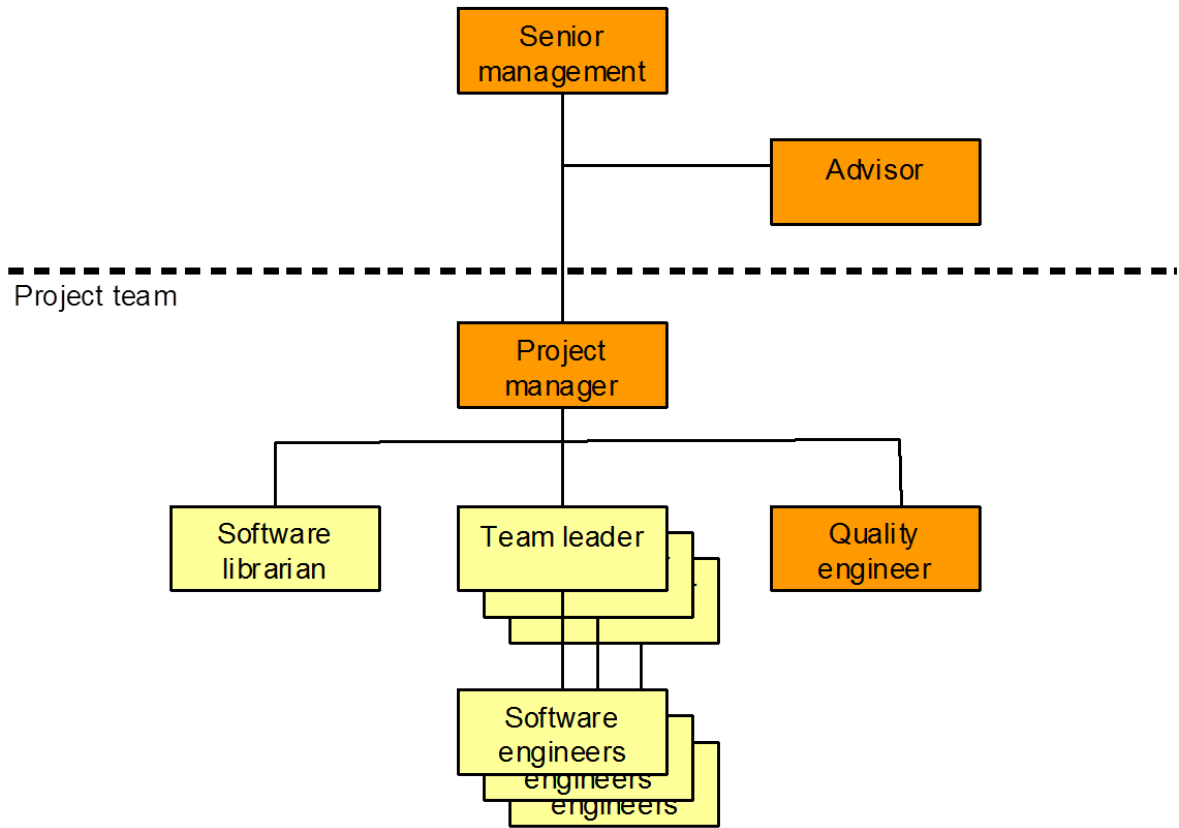 Senior
management
Advisor
Project team
Project
manager
Software
librarian
Team leader
Quality
engineer
Software
engineers
engineers
engineers